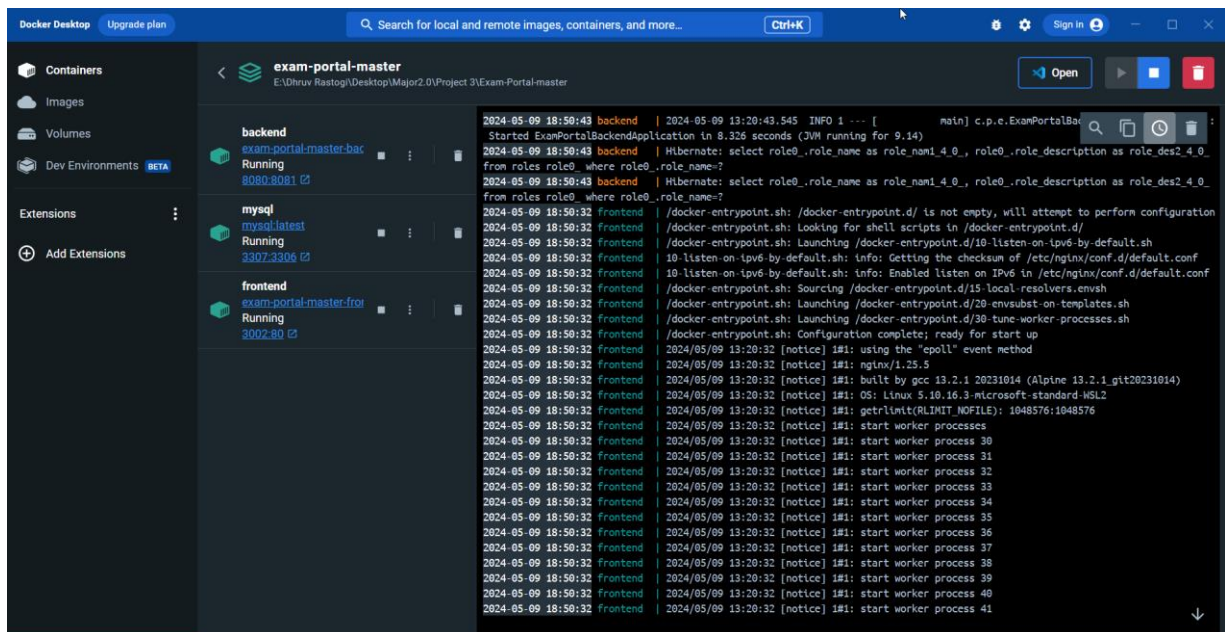 Docker Desktop Upgrade plan Search for local and remote images, containers, and more... Ctrl+K Sign in
Containers
Images
Volumes
Dev Environments BETA
Extensions
Add Extensions
exam-portal-master
E:\Dhruv Rastogi\Desktop\Major2.0\Project 3\Exam-Portal-master
Open
backend
exam-portal-master-bac
Running
8080:8081
mysql
mysql:latest
Running
3307:3306
frontend
exam-portal-master-fror
Running
3002:80
2024-05-09 18:50:43 backend | 2024-05-09 13:20:43.545 INFO 1 --- [ main] c.p.e.ExamPortalBac :
Started ExamPortalBackendApplication in 8.326 seconds (JVM running for 9.14)
2024-05-09 18:50:43 backend | Hibernate: select role0_.role_name as role_nam1_4_0_, role0_.role_description as role_des2_4_0_
from roles role0_ where role0_.role_name=?
2024-05-09 18:50:43 backend | Hibernate: select role0_.role_name as role_nam1_4_0_, role0_.role_description as role_des2_4_0_
from roles role0_ where role0_.role_name=?
2024-05-09 18:50:32 frontend | /docker-entrypoint.sh: /docker-entrypoint.d/ is not empty, will attempt to perform configuration
2024-05-09 18:50:32 frontend | /docker-entrypoint.sh: Looking for shell scripts in /docker-entrypoint.d/
2024-05-09 18:50:32 frontend | /docker-entrypoint.sh: Launching /docker-entrypoint.d/10-listen-on-ipv6-by-default.sh
2024-05-09 18:50:32 frontend | 10-listen-on-ipv6-by-default.sh: info: Getting the checksum of /etc/nginx/conf.d/default.conf
2024-05-09 18:50:32 frontend | 10-listen-on-ipv6-by-default.sh: info: Enabled listen on IPv6 in /etc/nginx/conf.d/default.conf
2024-05-09 18:50:32 frontend | /docker-entrypoint.sh: Sourcing /docker-entrypoint.d/15-local-resolvers.envsh
2024-05-09 18:50:32 frontend | /docker-entrypoint.sh: Launching /docker-entrypoint.d/20-envsubst-on-templates.sh
2024-05-09 18:50:32 frontend | /docker-entrypoint.sh: Launching /docker-entrypoint.d/30-tune-worker-processes.sh
2024-05-09 18:50:32 frontend | /docker-entrypoint.sh: Configuration complete; ready for start up
2024-05-09 18:50:32 frontend | 2024/05/09 13:20:32 [notice] 1#1: using the "epoll" event method
2024-05-09 18:50:32 frontend | 2024/05/09 13:20:32 [notice] 1#1: nginx/1.25.5
2024-05-09 18:50:32 frontend | 2024/05/09 13:20:32 [notice] 1#1: built by gcc 13.2.1 20231014 (Alpine 13.2.1_git20231014)
2024-05-09 18:50:32 frontend | 2024/05/09 13:20:32 [notice] 1#1: OS: Linux 5.10.16.3-microsoft-standard-WSL2
2024-05-09 18:50:32 frontend | 2024/05/09 13:20:32 [notice] 1#1: getrlimit(RLIMIT_NOFILE): 1048576:1048576
2024-05-09 18:50:32 frontend | 2024/05/09 13:20:32 [notice] 1#1: start worker processes
2024-05-09 18:50:32 frontend | 2024/05/09 13:20:32 [notice] 1#1: start worker process 30
2024-05-09 18:50:32 frontend | 2024/05/09 13:20:32 [notice] 1#1: start worker process 31
2024-05-09 18:50:32 frontend | 2024/05/09 13:20:32 [notice] 1#1: start worker process 32
2024-05-09 18:50:32 frontend | 2024/05/09 13:20:32 [notice] 1#1: start worker process 33
2024-05-09 18:50:32 frontend | 2024/05/09 13:20:32 [notice] 1#1: start worker process 34
2024-05-09 18:50:32 frontend | 2024/05/09 13:20:32 [notice] 1#1: start worker process 35
2024-05-09 18:50:32 frontend | 2024/05/09 13:20:32 [notice] 1#1: start worker process 36
2024-05-09 18:50:32 frontend | 2024/05/09 13:20:32 [notice] 1#1: start worker process 37
2024-05-09 18:50:32 frontend | 2024/05/09 13:20:32 [notice] 1#1: start worker process 38
2024-05-09 18:50:32 frontend | 2024/05/09 13:20:32 [notice] 1#1: start worker process 39
2024-05-09 18:50:32 frontend | 2024/05/09 13:20:32 [notice] 1#1: start worker process 40
2024-05-09 18:50:32 frontend | 2024/05/09 13:20:32 [notice] 1#1: start worker process 41